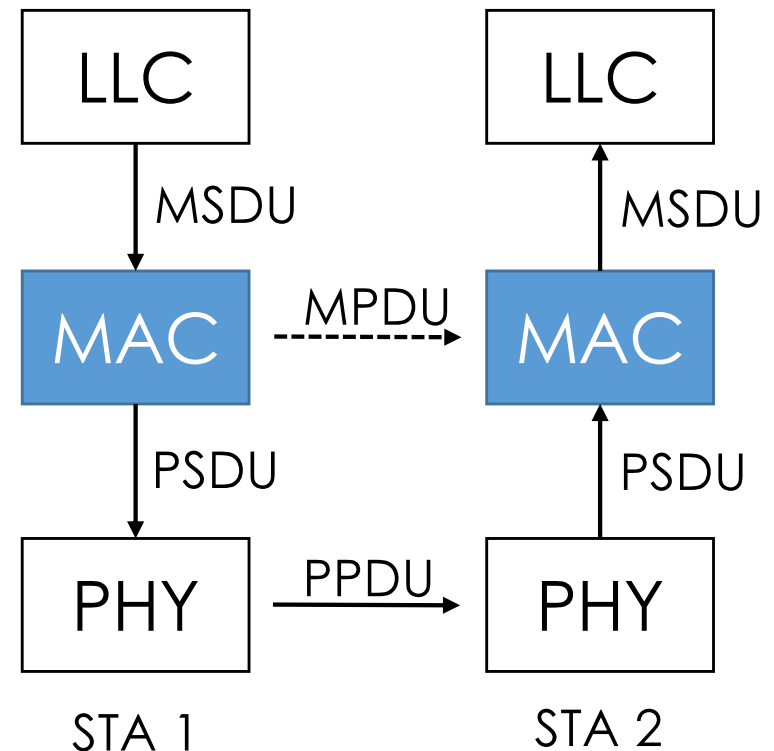 LLC
LLC
MSDU
MSDU
MAC
MPDU
MAC
PSDU
PSDU
PHY
PPDU
PHY
STA 1
STA 2